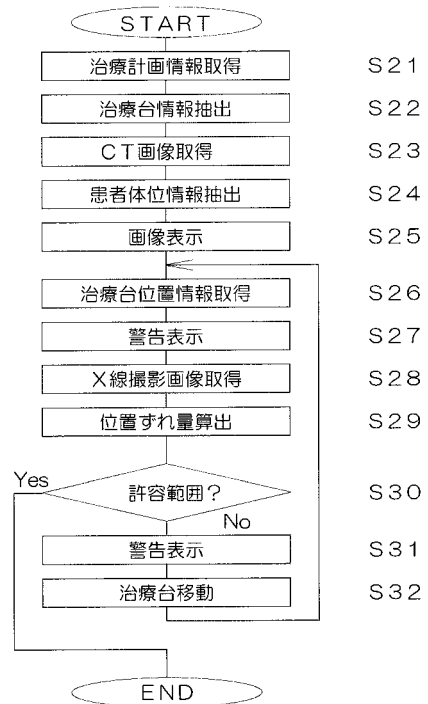 START
治療計画情報取得 S21
治療台情報抽出 S22
CT画像取得 S23
患者体位情報抽出 S24
画像表示 S25
治療台位置情報取得 S26
警告表示 S27
X線撮影画像取得 S28
位置ずれ量算出 S29
Yes 許容範囲? S30
No
警告表示 S31
治療台移動 S32
END